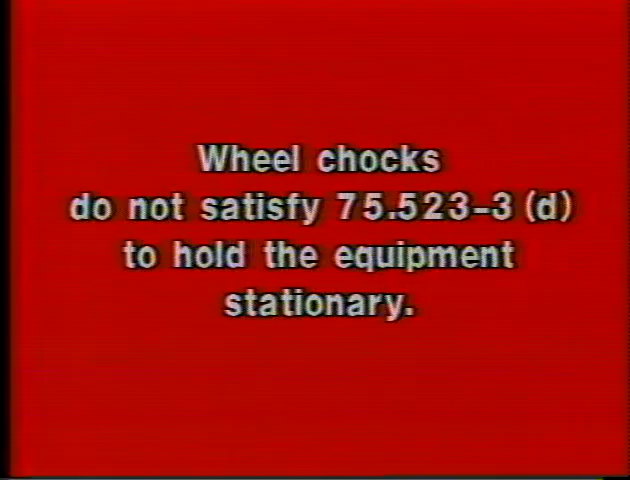 Wheel chocks
do not satisfy 75.523-3 (d)
to hold the equipment
stationary.